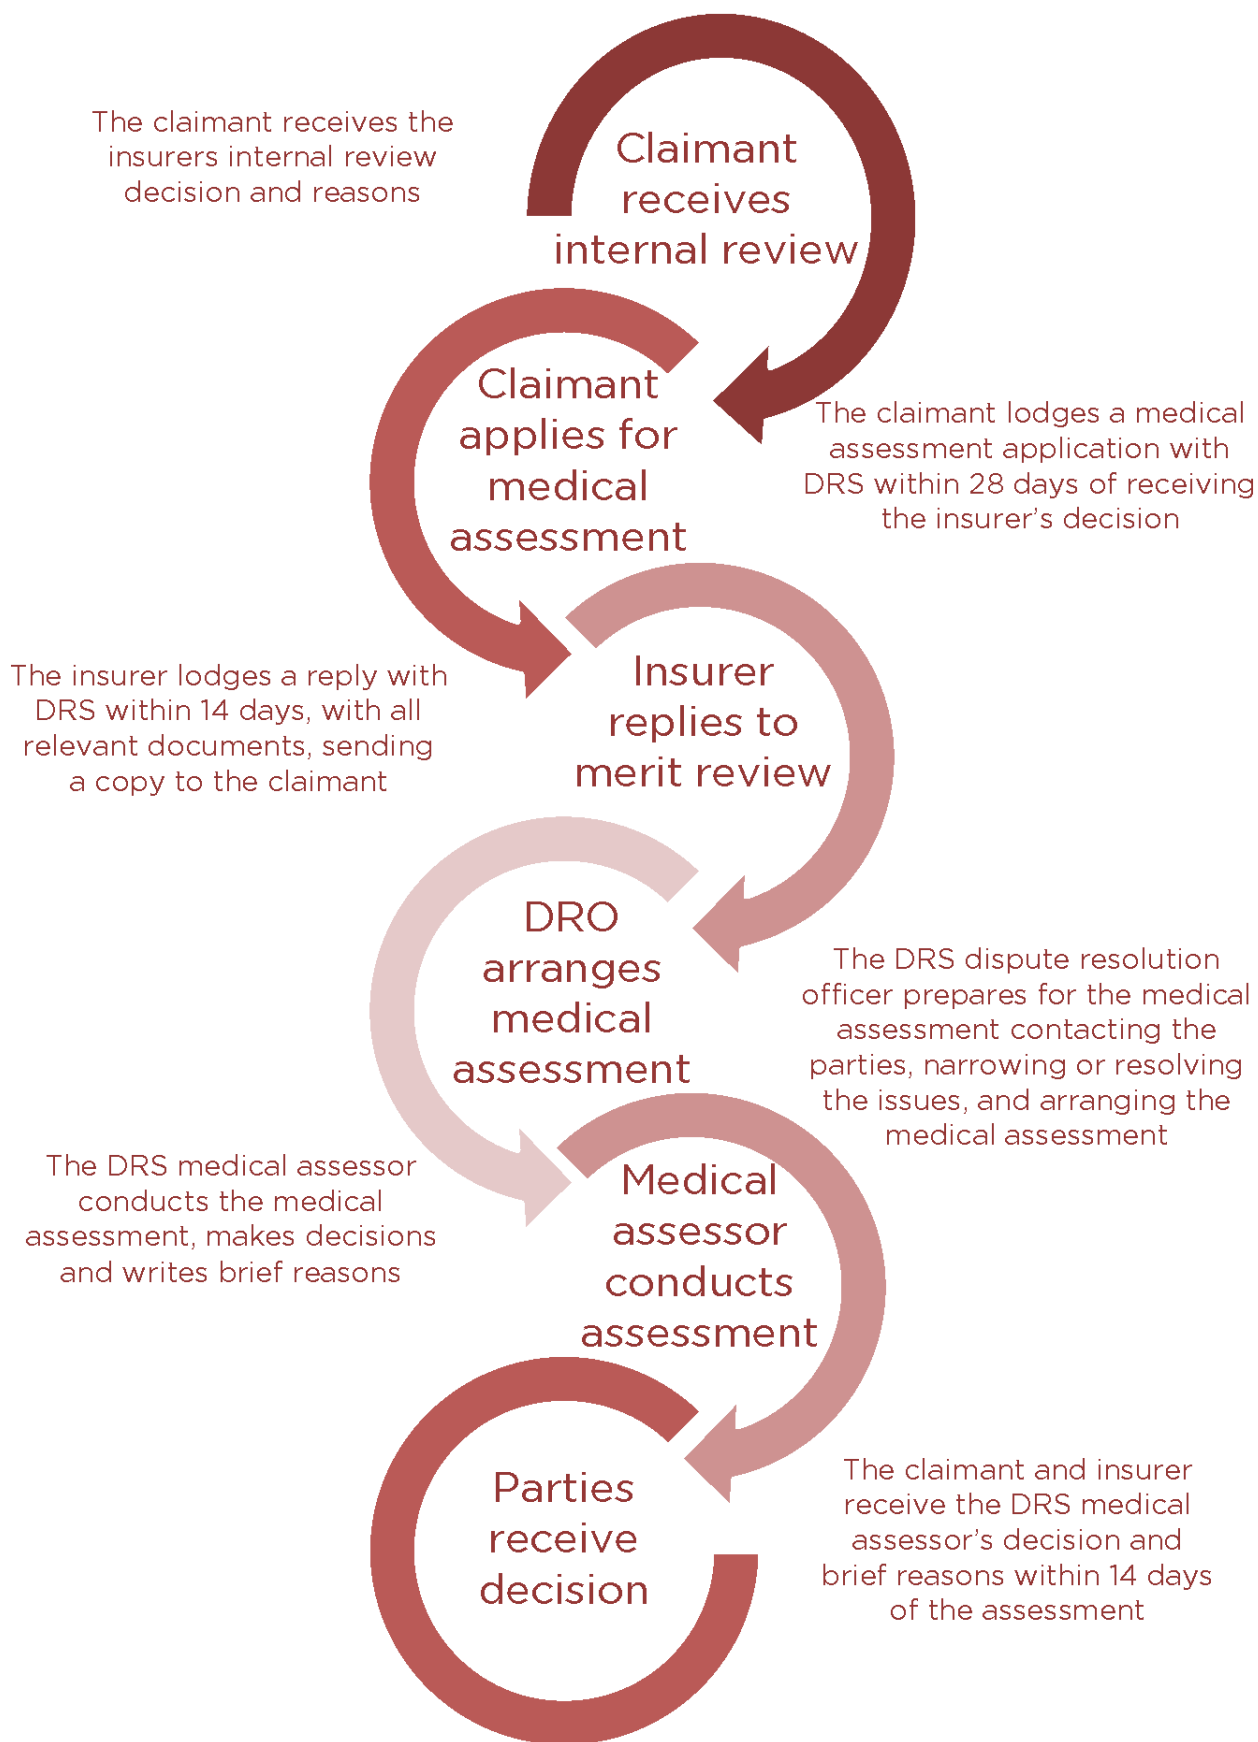 The claimant receives the
insurers internal review
decision and reasons
Claimant
receives
internal review
Claimant
applies for
medical
assessment
The claimant lodges a medical
assessment application with
DRS within 28 days of receiving
the insurer’s decision
The insurer lodges a reply with
DRS within 14 days, with all
relevant documents, sending
a copy to the claimant
Insurer
replies to
merit review
DRO
arranges
medical
assessment
The DRS dispute resolution
officer prepares for the medical
assessment contacting the
parties, narrowing or resolving
the issues, and arranging the
medical assessment
The DRS medical assessor
conducts the medical
assessment, makes decisions
and writes brief reasons
Medical
assessor
conducts
assessment
Parties
receive
decision
The claimant and insurer
receive the DRS medical
assessor’s decision and
brief reasons within 14 days
of the assessment